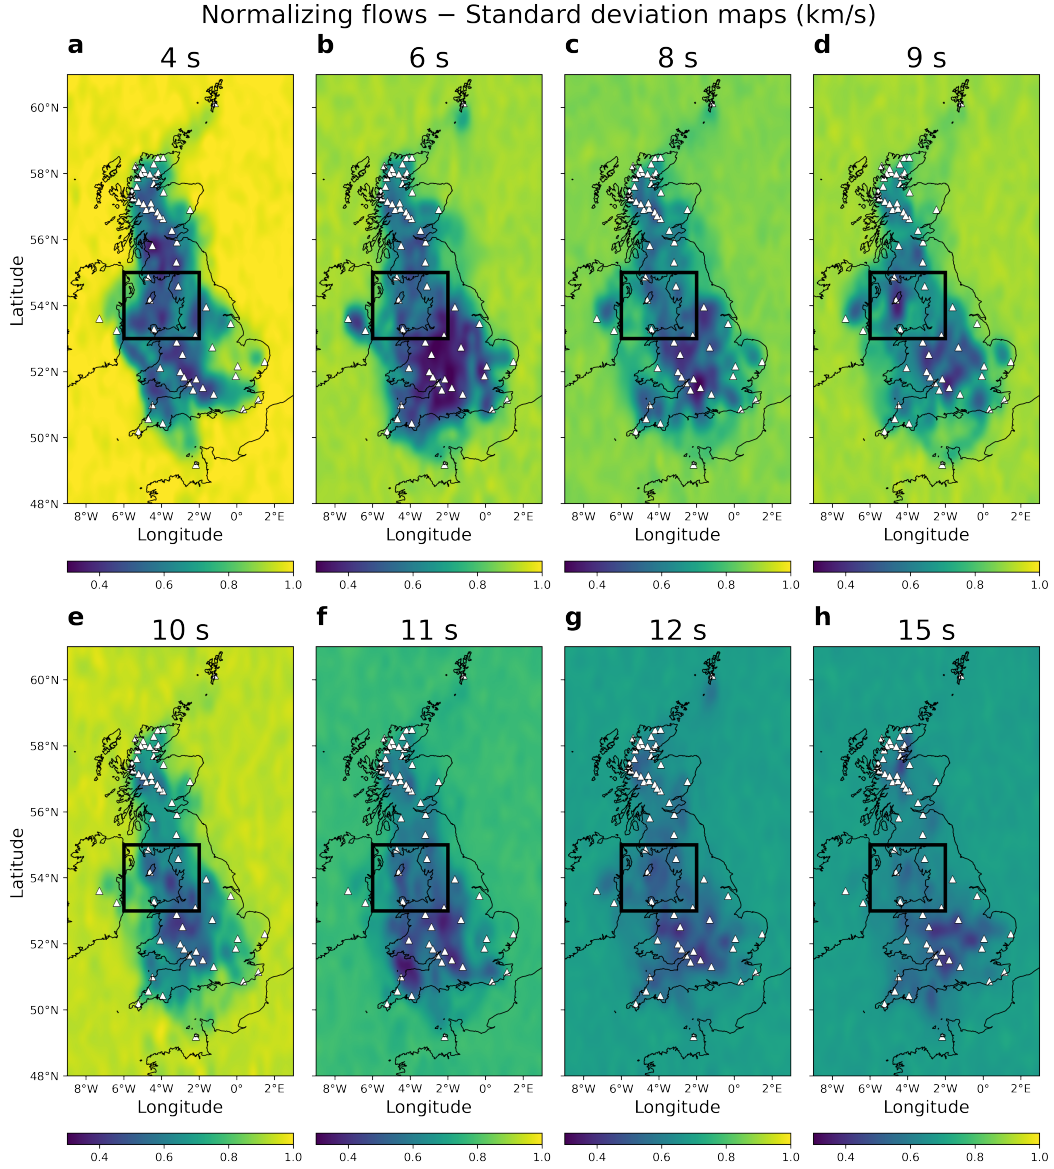 Normalizing flows − Standard deviation maps (km/s)
a b c d
4 s 6 s 8 s 9 s
60°N
58°N
56°N
54°N
52°N
50°N
48°N
Latitude
8°W 6°W 4°W 2°W 0° 2°E 8°W 6°W 4°W 2°W 0° 2°E 8°W 6°W 4°W 2°W 0° 2°E 8°W 6°W 4°W 2°W 0° 2°E
Longitude Longitude Longitude Longitude
0.4 0.6 0.8 1.0 0.4 0.6 0.8 1.0 0.4 0.6 0.8 1.0 0.4 0.6 0.8 1.0
e f g h
10 s 11 s 12 s 15 s
60°N
58°N
56°N
54°N
52°N
50°N
48°N
Latitude
8°W 6°W 4°W 2°W 0° 2°E 8°W 6°W 4°W 2°W 0° 2°E 8°W 6°W 4°W 2°W 0° 2°E 8°W 6°W 4°W 2°W 0° 2°E
Longitude Longitude Longitude Longitude
0.4 0.6 0.8 1.0 0.4 0.6 0.8 1.0 0.4 0.6 0.8 1.0 0.4 0.6 0.8 1.0